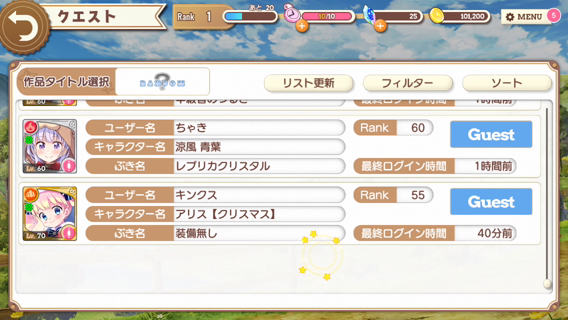 クエスト
Rank 1
あと 20
10/10
25
101,200
MENU 5
作品タイトル選択
RANDOM
リスト更新
フィルター
ソート
Lv. 60
ぶき名
最終ログイン時間
1時間前
ユーザー名 ちゃき
Rank 60
キャラクター名 涼風 青葉
Guest
ぶき名 レプリカクリスタル
最終ログイン時間 1時間前
Lv. 60
ユーザー名 キンクス
Rank 55
キャラクター名 アリス【クリスマス】
Guest
ぶき名 装備無し
最終ログイン時間 40分前
Lv. 70